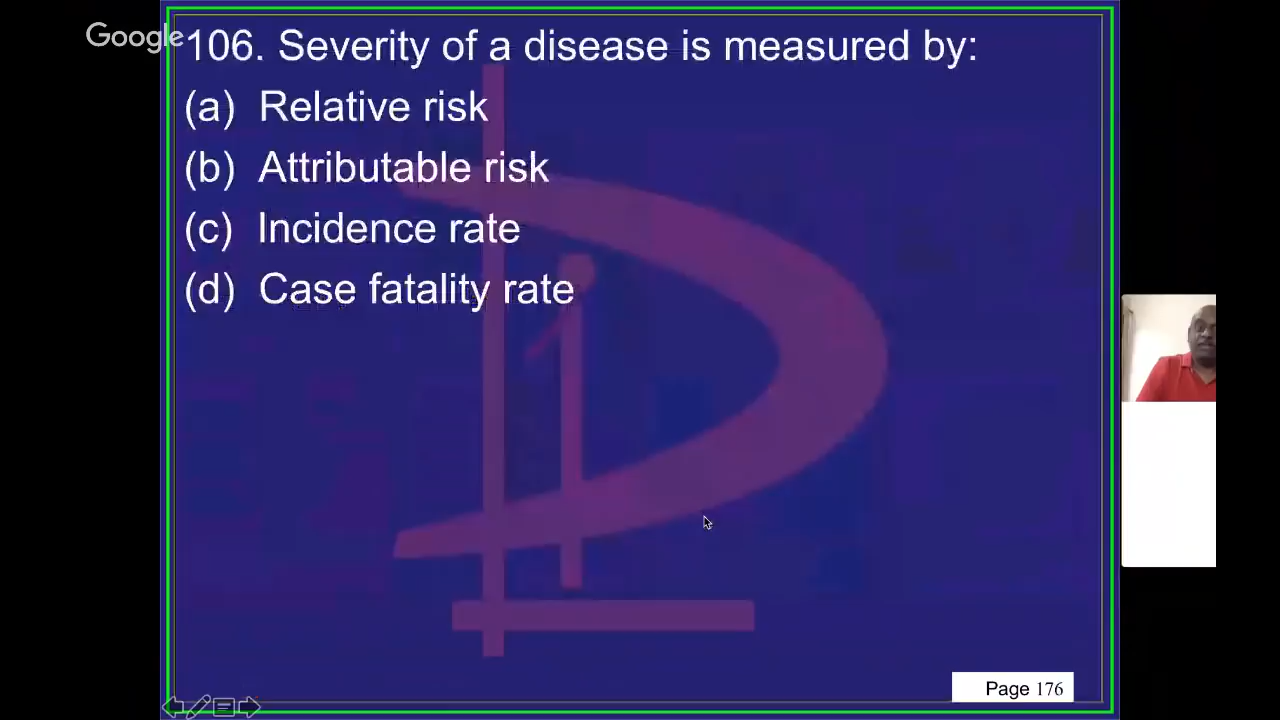 Google
106. Severity of a disease is measured by:
(a) Relative risk
(b) Attributable risk
(c) Incidence rate
(d) Case fatality rate
Page 176